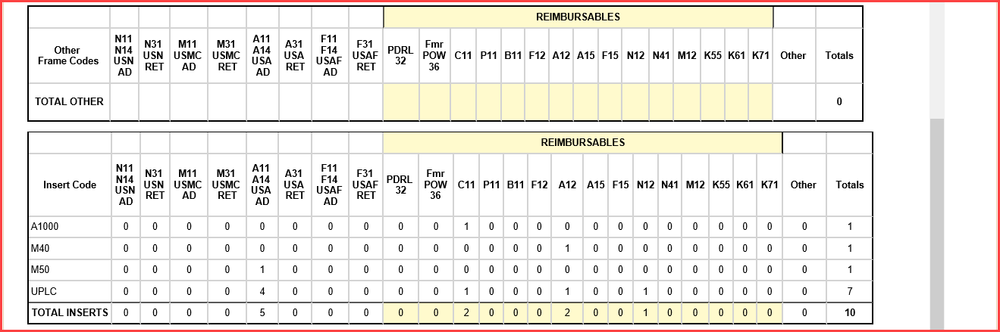 REIMBURSABLES
Other Frame Codes N11 N14 USN AD N31 USN RET M11 USMC AD M31 USMC RET A11 A14 USA AD A31 USA RET F11 F14 USAF AD F31 USAF RET PDRL 32 Fmr POW 36 C11 P11 B11 F12 A12 A15 F15 N12 N41 M12 K55 K61 K71 Other Totals
TOTAL OTHER 0
REIMBURSABLES
Insert Code N11 N14 USN AD N31 USN RET M11 USMC AD M31 USMC RET A11 A14 USA AD A31 USA RET F11 F14 USAF AD F31 USAF RET PDRL 32 Fmr POW 36 C11 P11 B11 F12 A12 A15 F15 N12 N41 M12 K55 K61 K71 Other Totals
A1000 0 0 0 0 0 0 0 0 0 0 1 0 0 0 0 0 0 0 0 0 0 0 0 0 1
M40 0 0 0 0 0 0 0 0 0 0 0 0 0 0 1 0 0 0 0 0 0 0 0 0 1
M50 0 0 0 0 1 0 0 0 0 0 0 0 0 0 0 0 0 0 0 0 0 0 0 0 1
UPLC 0 0 0 0 4 0 0 0 0 0 1 0 0 0 1 0 0 1 0 0 0 0 0 0 7
TOTAL INSERTS 0 0 0 0 5 0 0 0 0 0 2 0 0 0 2 0 0 1 0 0 0 0 0 0 10